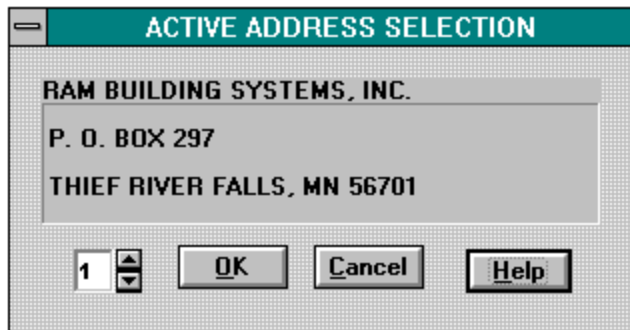 ACTIVE ADDRESS SELECTION
RAM BUILDING SYSTEMS, INC.
P. O. BOX 297
THIEF RIVER FALLS, MN 56701
1 OK Cancel Help